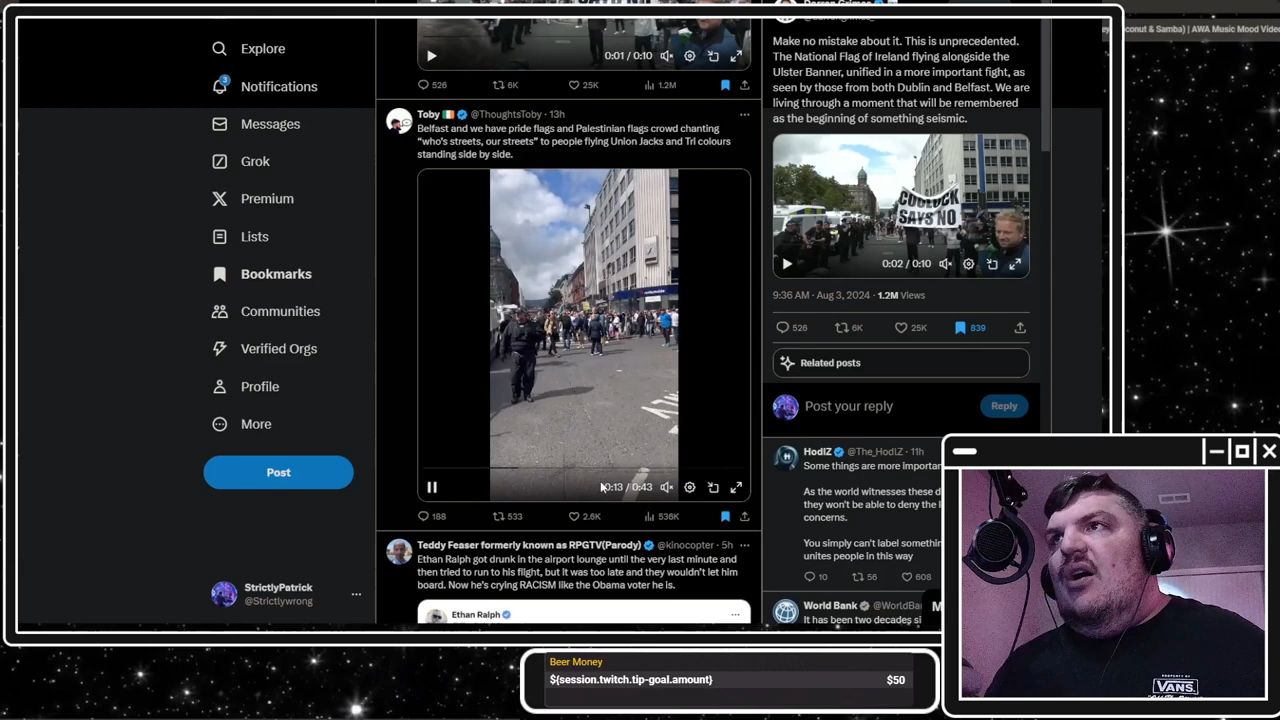 Explore
3
Notifications
Messages
Grok
Premium
Lists
Bookmarks
Communities
Verified Orgs
Profile
More
Post
StrictlyPatrick
@Strictlywrong
0:01 / 0:10
526
6K
25K
1.2M
Toby
@ThoughtsToby · 13h
Belfast and we have pride flags and Palestinian flags crowd chanting
“who's streets, our streets” to people flying Union Jacks and Tri colours
standing side by side.
0:13 / 0:43
188
533
2.6K
536K
Teddy Feaser formerly known as RPGTV(Parody)
@kinocopter · 5h
Ethan Ralph got drunk in the airport lounge until the very last minute and
then tried to run to his flight, but it was too late and they wouldn't let him
board. Now he's crying RACISM like the Obama voter he is.
Ethan Ralph
Make no mistake about it. This is unprecedented.
The National Flag of Ireland flying alongside the
Ulster Banner, unified in a more important fight, as
seen by those from both Dublin and Belfast. We are
living through a moment that will be remembered
as the beginning of something seismic.
COOLOCK
SAYS NO
0:02 / 0:10
9:36 AM · Aug 3, 2024 · 1.2M Views
526
6K
25K
839
Related posts
Post your reply
Reply
HodlZ
@The_HodlZ · 11h
Some things are more importan
As the world witnesses these d
they won't be able to deny the l
concerns.
You simply can't label somethin
unites people in this way
10
56
608
World Bank
@WorldBa
It has been two decades si
M
oconut & Samba) | AWA Music Mood Video
Beer Money
${session.twitch.tip-goal.amount}
$50
VANS